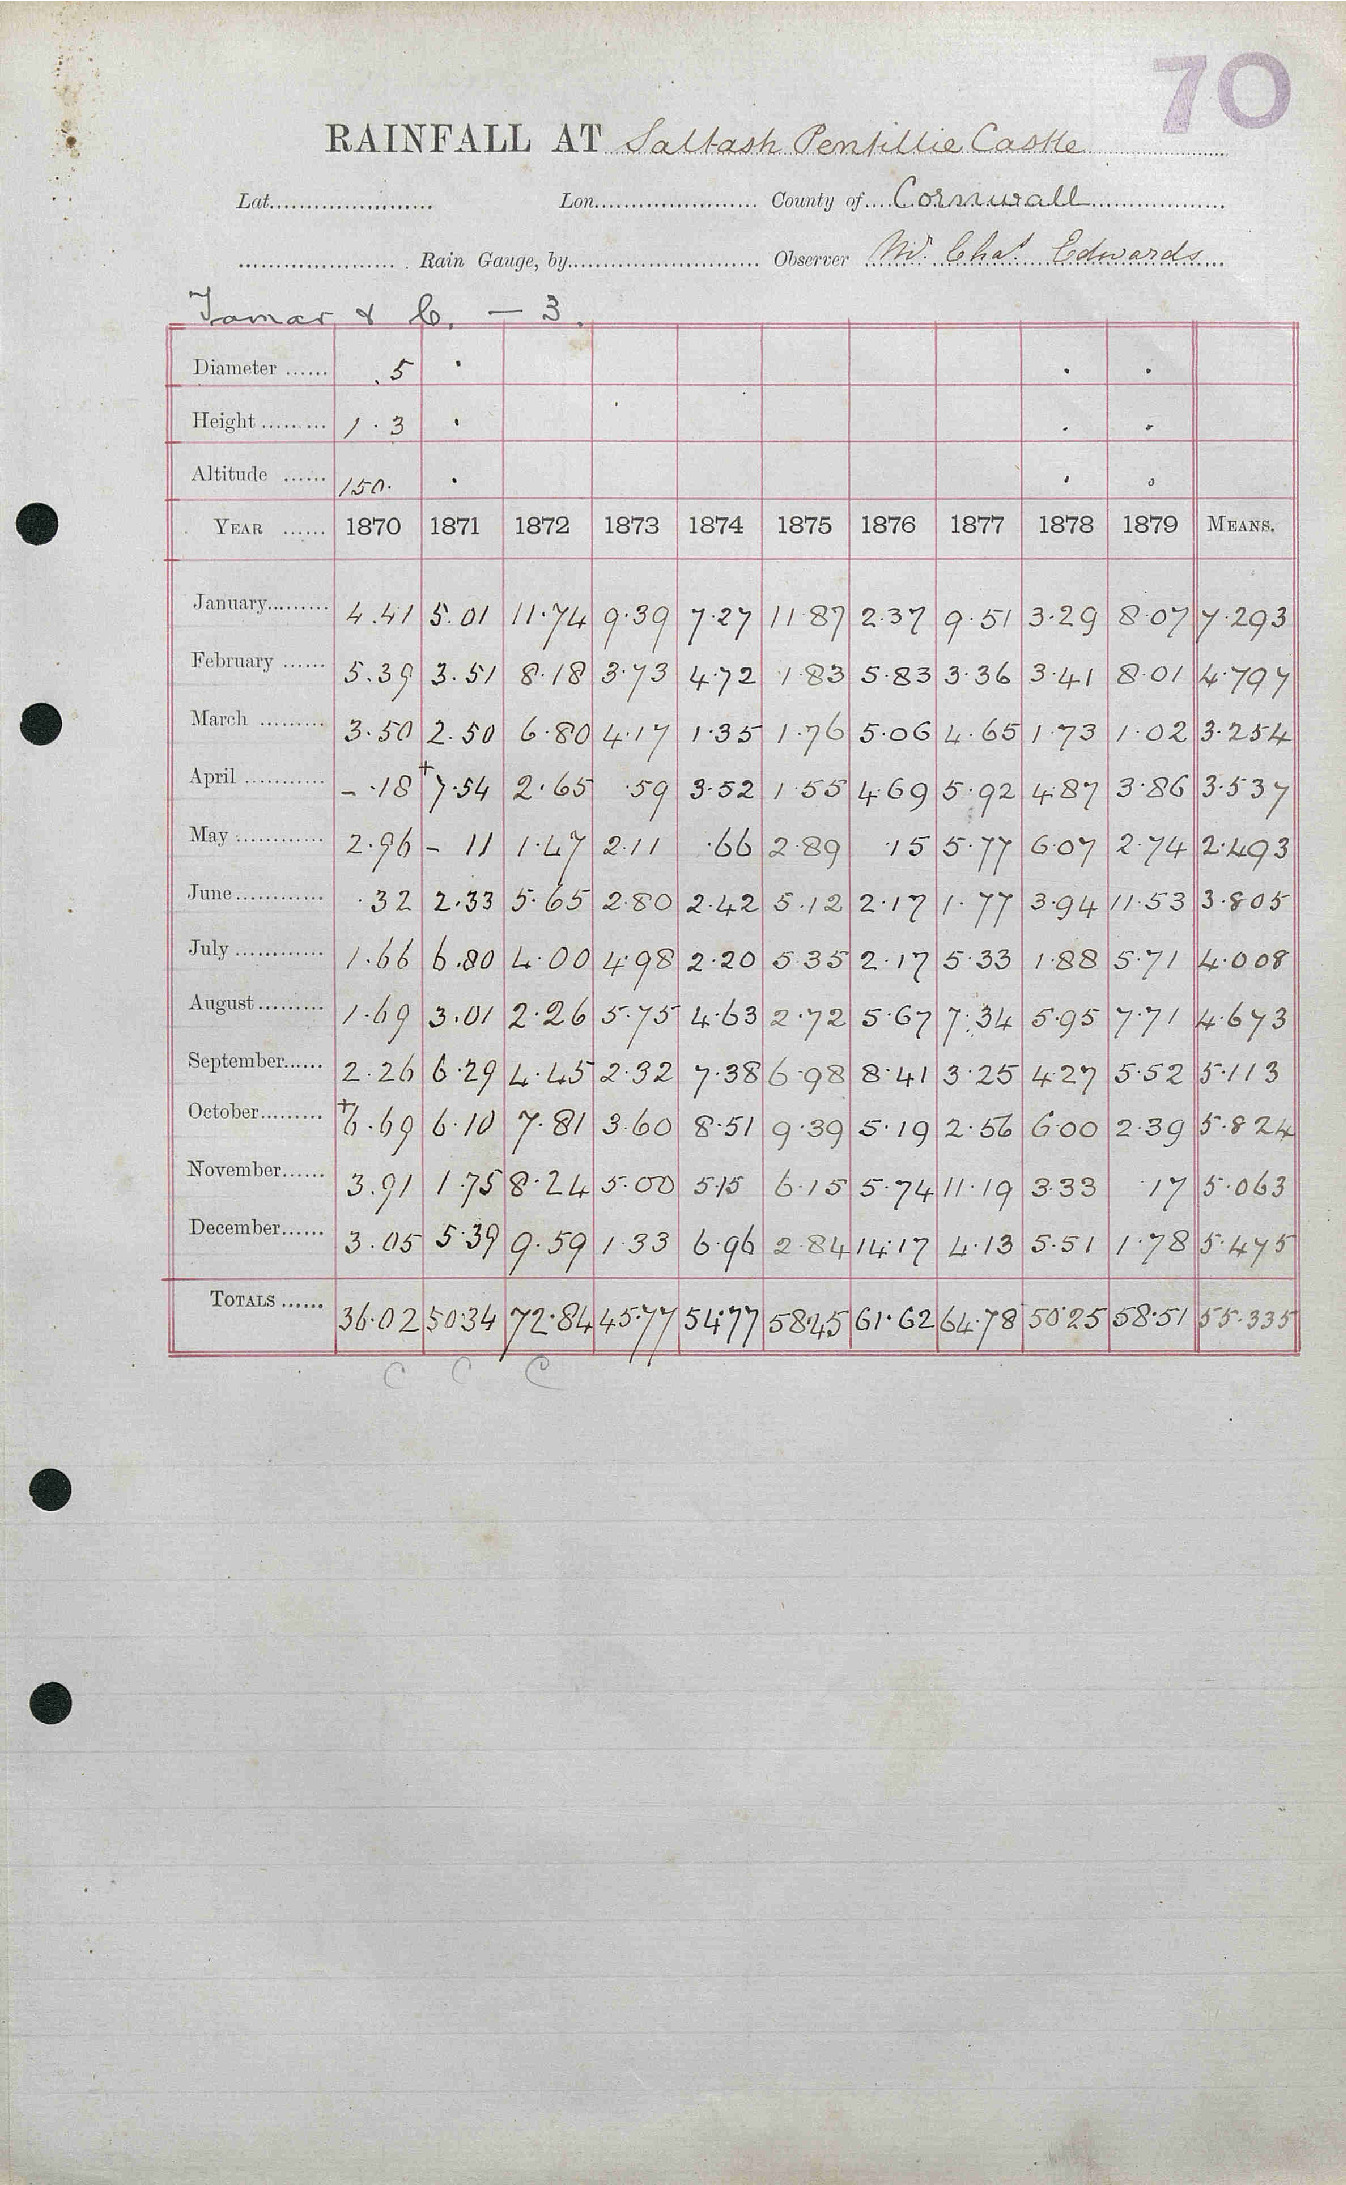 70
RAINFALL AT Saltash Pentillie Castle
Lat...................... Lon...................... County of.... Cornwall
...................... Rain Gauge, by.......................... Observer Mr. Chas. Edwards
Tamar & C. — 3.
Diameter ...... .5 · · ·
Height ......... 1·3 · · · ·
Altitude ...... 150· · · ·
YEAR ...... 1870 1871 1872 1873 1874 1875 1876 1877 1878 1879 MEANS.
January......... 4.41 5.01 11·74 9·39 7·27 11·87 2·37 9·51 3·29 8·07 7·293
February ...... 5.39 3.51 8·18 3·73 4·72 1·83 5·83 3·36 3·41 8·01 4·797
March ......... 3·50 2·50 6·80 4·17 1·35 1·76 5·06 4·65 1·73 1·02 3·254
April ............ – ·18 +7·54 2·65 ·59 3·52 1·55 4·69 5·92 4·87 3·86 3·537
May ............ 2·96 – 11 1·47 2·11 ·66 2·89 ·15 5·77 6·07 2·74 2·493
June............ ·32 2·33 5·65 2·80 2·42 5·12 2·17 1·77 3·94 11·53 3·805
July ............ 1·66 6.80 4·00 4·98 2·20 5·35 2·17 5·33 1·88 5·71 4·008
August......... 1·69 3·01 2·26 5·75 4·63 2·72 5·67 7·34 5·95 7·71 4·673
September...... 2·26 6·29 4·45 2·32 7·38 6·98 8·41 3·25 4·27 5·52 5·113
October......... +6·69 6·10 7·81 3·60 8·51 9·39 5·19 2·56 6·00 2·39 5·824
November...... 3.91 1·75 8·24 5·00 5·15 6·15 5·74 11·19 3·33 ·17 5·063
December...... 3·05 5·39 9·59 1·33 6·96 2·84 14·17 4·13 5·51 1·78 5·475
TOTALS ...... 36·02 50·34 72·84 45·77 54·77 58·45 61·62 64·78 50·25 58·51 55·335
C C C